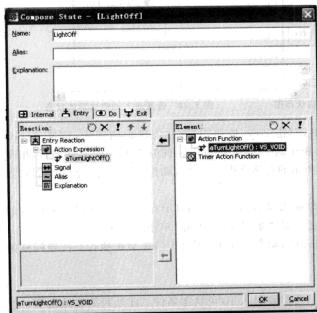 Compose State - [LightOff]
Name:
LightOff
Alias:
Explanation:
Internal Entry Do Exit
Reaction:
Element:
Entry Reaction
Action Expression
aTurnLightOff()
Signal
Alias
Explanation
Action Function
aTurnLightOff() : VS_VOID
Timer Action Function
aTurnLightOff() : VS_VOID
OK
Cancel